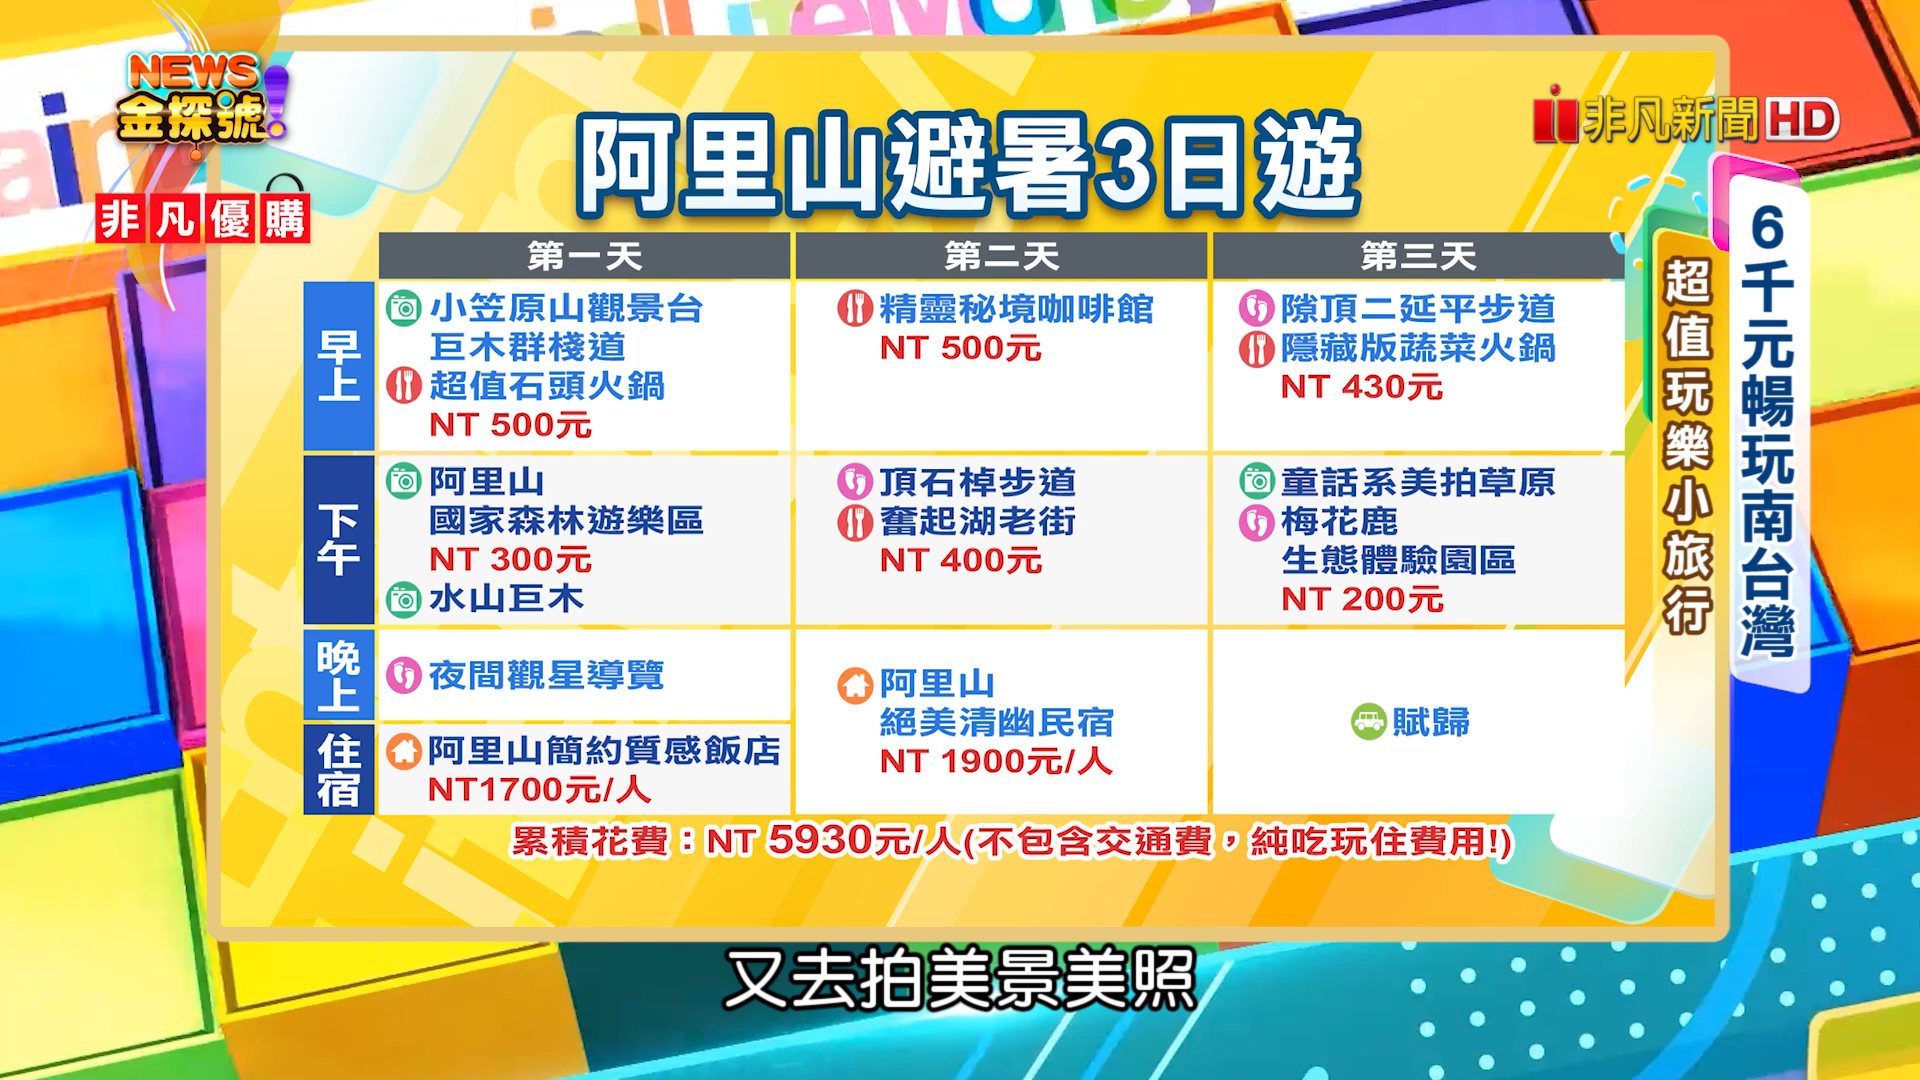 NEWS
金探號!
非凡優購
非凡新聞HD
阿里山避暑3日遊
6千元暢玩南台灣
超值玩樂小旅行
第一天
第二天
第三天
早上
小笠原山觀景台
巨木群棧道
超值石頭火鍋
NT 500元
精靈秘境咖啡館
NT 500元
隙頂二延平步道
隱藏版蔬菜火鍋
NT 430元
下午
阿里山
國家森林遊樂區
NT 300元
水山巨木
頂石棹步道
奮起湖老街
NT 400元
童話系美拍草原
梅花鹿
生態體驗園區
NT 200元
晚上
夜間觀星導覽
住宿
阿里山簡約質感飯店
NT1700元/人
阿里山
絕美清幽民宿
NT 1900元/人
賦歸
累積花費:NT 5930元/人(不包含交通費,純吃玩住費用!)
又去拍美景美照